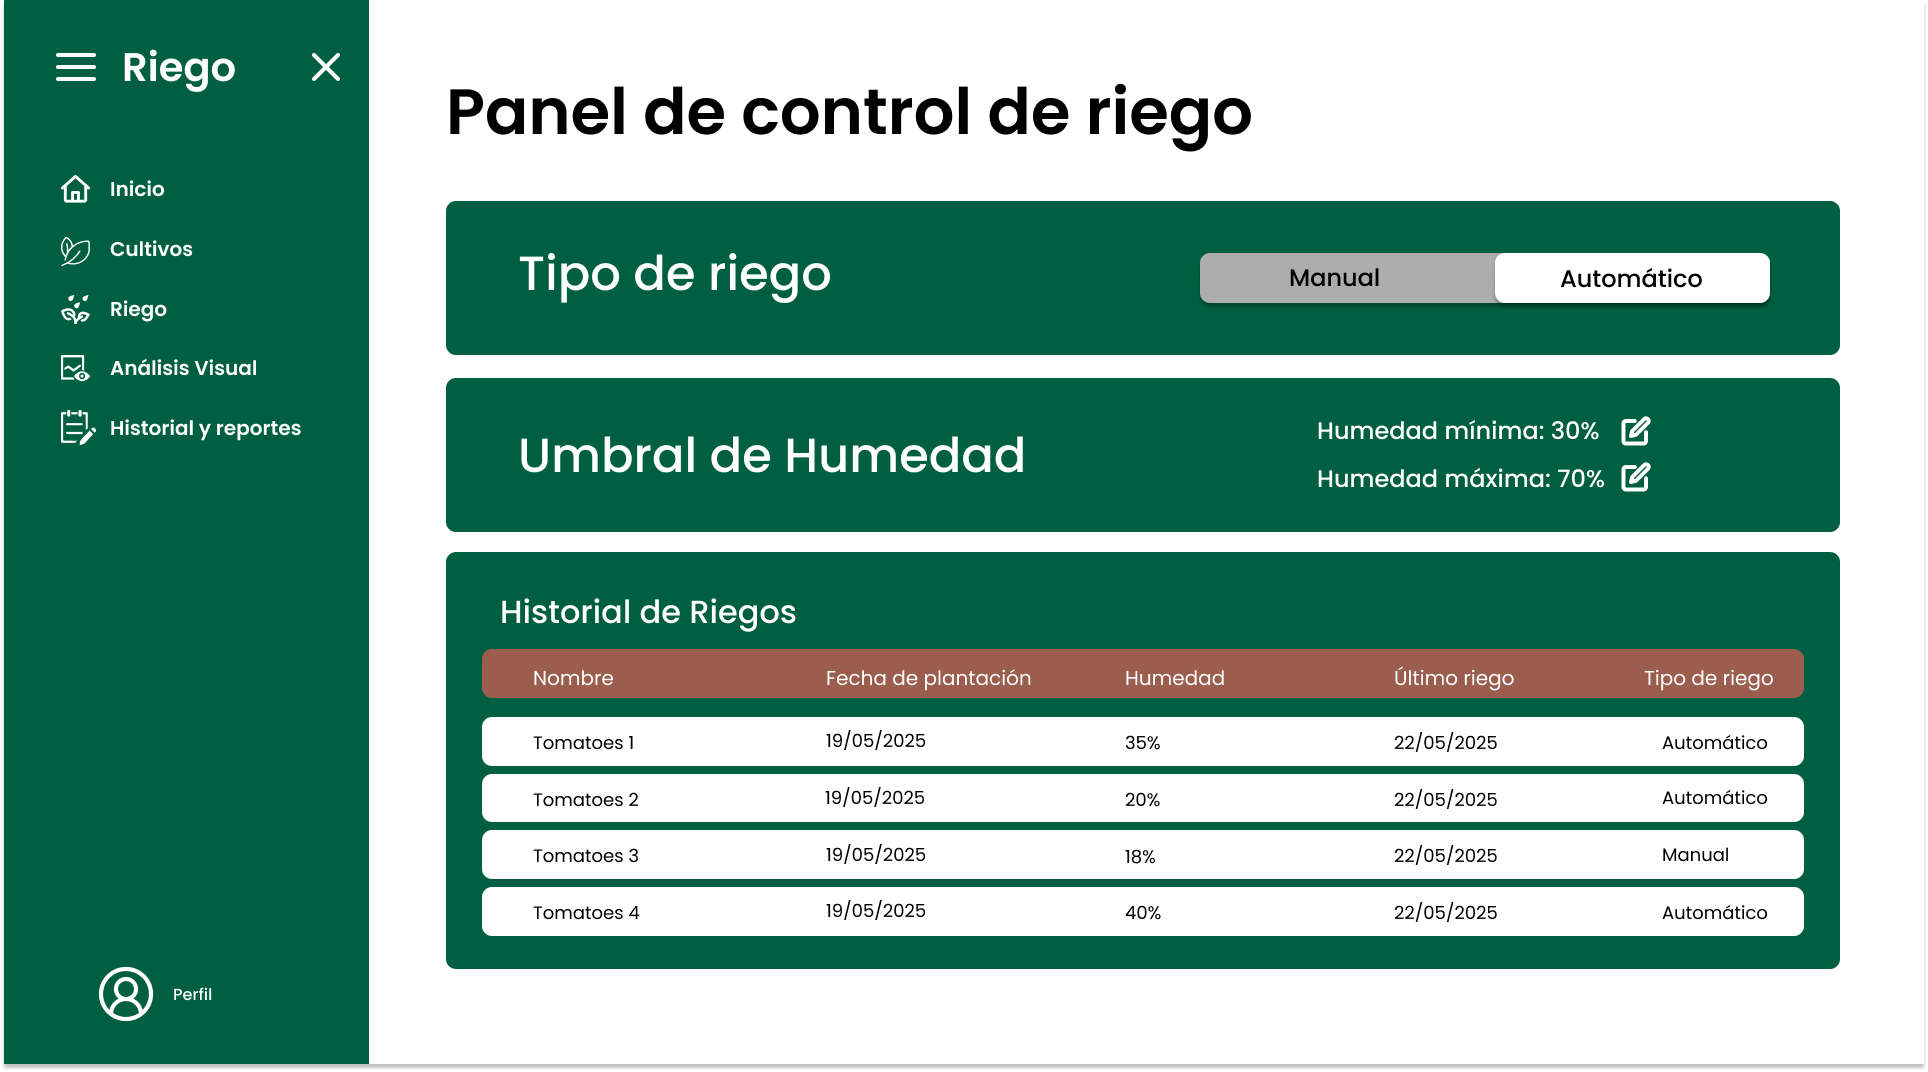 Riego
Inicio
Cultivos
Riego
Análisis Visual
Historial y reportes
Perfil
Panel de control de riego
Tipo de riego
Manual Automático
Umbral de Humedad
Humedad mínima: 30%
Humedad máxima: 70%
Historial de Riegos
Nombre Fecha de plantación Humedad Último riego Tipo de riego
Tomatoes 1 19/05/2025 35% 22/05/2025 Automático
Tomatoes 2 19/05/2025 20% 22/05/2025 Automático
Tomatoes 3 19/05/2025 18% 22/05/2025 Manual
Tomatoes 4 19/05/2025 40% 22/05/2025 Automático